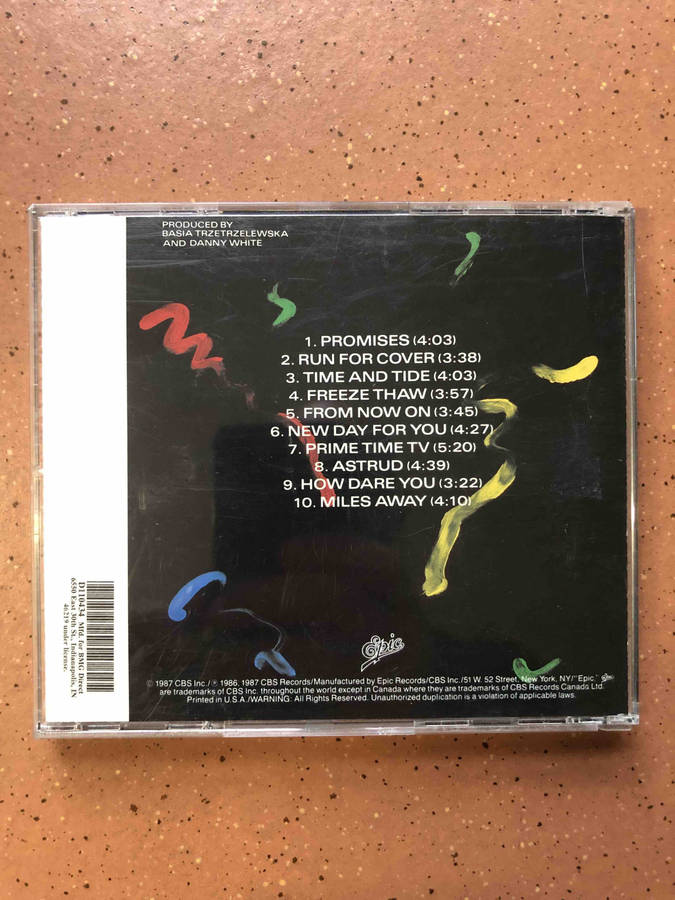 PRODUCED BY
BASIA TRZETRZELEWSKA
AND DANNY WHITE
1. PROMISES (4:03)
2. RUN FOR COVER (3:38)
3. TIME AND TIDE (4:03)
4. FREEZE THAW (3:57)
5. FROM NOW ON (3:45)
6. NEW DAY FOR YOU (4:27)
7. PRIME TIME TV (5:20)
8. ASTRUD (4:39)
9. HOW DARE YOU (3:22)
10. MILES AWAY (4:10)
D110434 Mfd. for BMG Direct
6550 East 30th St., Indianapolis, IN
46219 under license.
Epic
© 1987 CBS Inc./℗ 1986, 1987 CBS Records/Manufactured by Epic Records/CBS Inc./51 W. 52 Street, New York, NY/"Epic,"
are trademarks of CBS Inc. throughout the world except in Canada where they are trademarks of CBS Records Canada Ltd.
Printed in U.S.A./WARNING: All Rights Reserved. Unauthorized duplication is a violation of applicable laws.